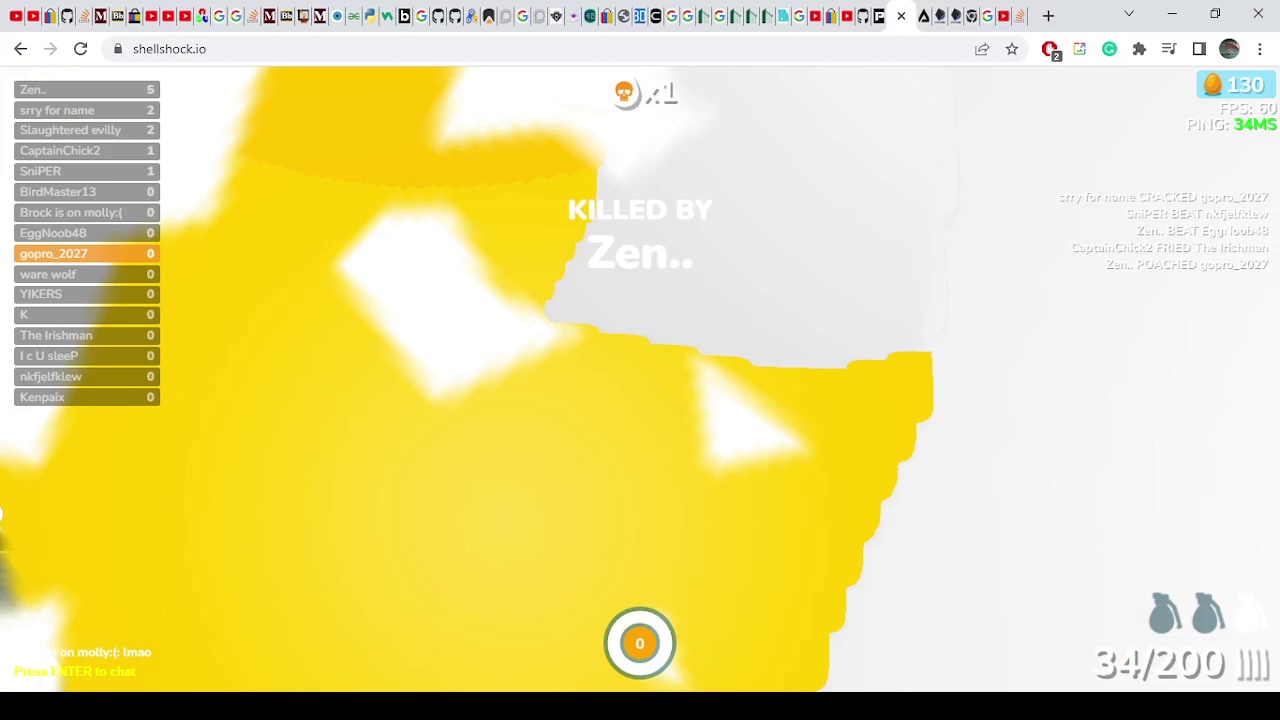 shellshock.io
2
Zen.. 5
srry for name 2
Slaughtered evilly 2
CaptainChick2 1
SniPER 1
BirdMaster13 0
Brock is on molly:( 0
EggNoob48 0
gopro_2027 0
ware wolf 0
YIKERS 0
K 0
The Irishman 0
I c U sleeP 0
nkfjelfklew 0
Kenpaix 0
x1
KILLED BY
Zen..
130
FPS: 60
PING: 34MS
srry for name CRACKED gopro_2027
SniPER BEAT nkfjelfklew
Zen.. BEAT EggNoob48
CaptainChick2 FRIED The Irishman
Zen.. POACHED gopro_2027
is on molly:(: lmao
Press ENTER to chat
0
34/200